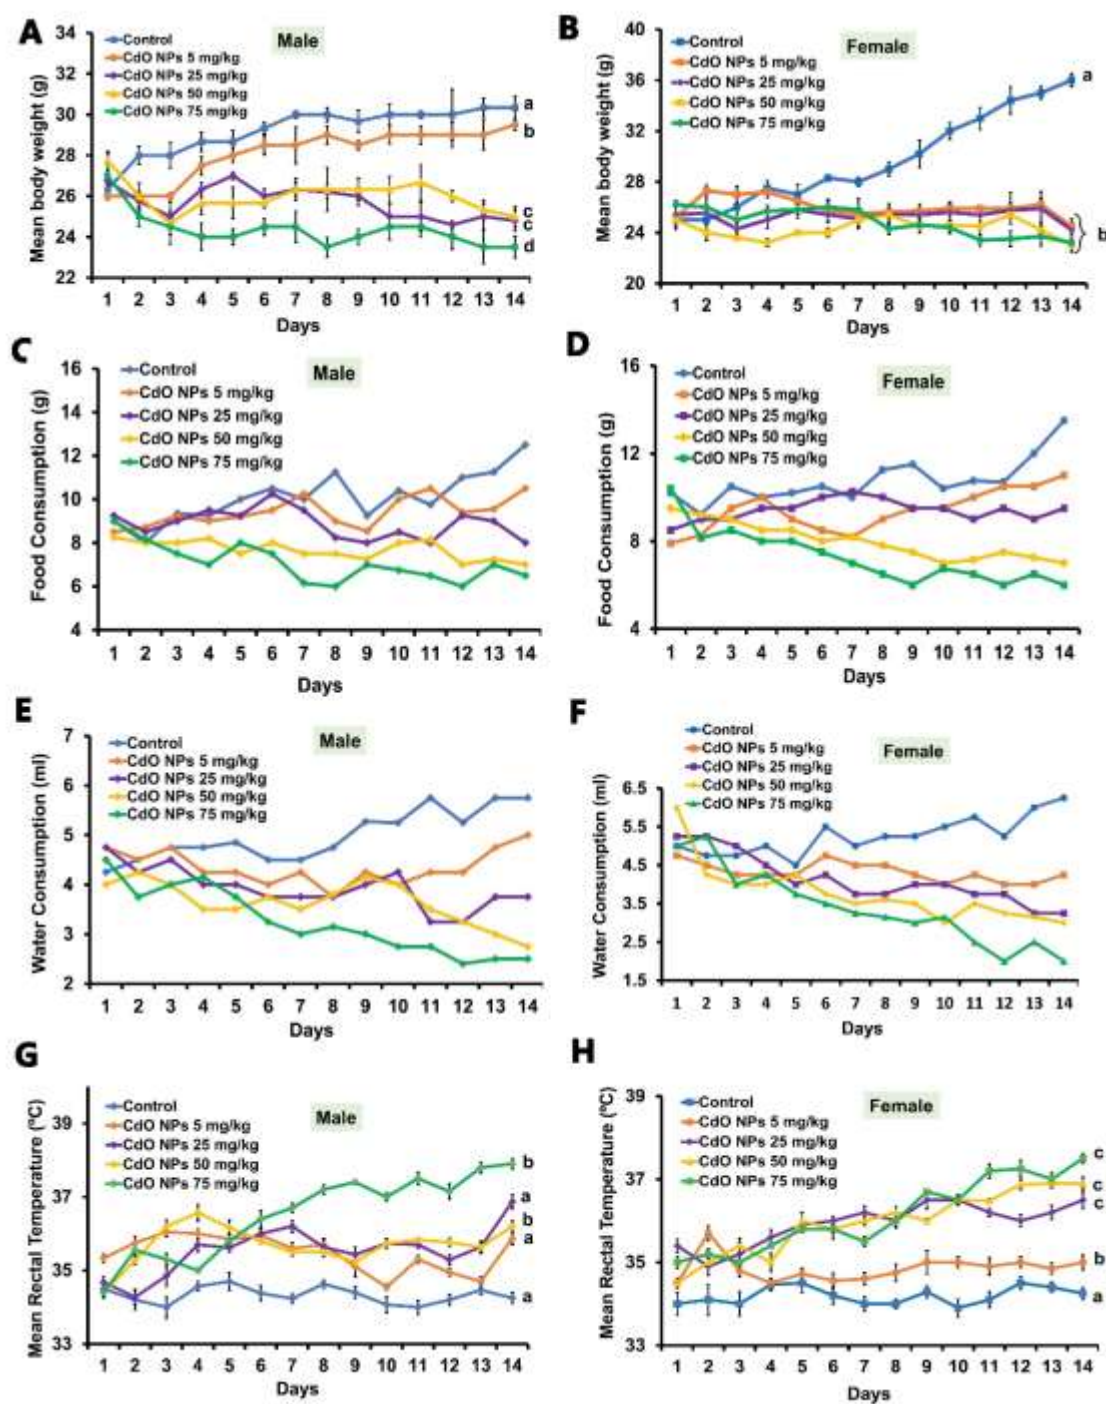 A
Male
Control
CdO NPs 5 mg/kg
CdO NPs 25 mg/kg
CdO NPs 50 mg/kg
CdO NPs 75 mg/kg
Mean body weight (g)
34
32
30
28
26
24
22
a
b
c
c
d
1 2 3 4 5 6 7 8 9 10 11 12 13 14
Days
B
Female
Control
CdO NPs 5 mg/kg
CdO NPs 25 mg/kg
CdO NPs 50 mg/kg
CdO NPs 75 mg/kg
Mean body weight (g)
40
36
32
28
24
20
a
b
1 2 3 4 5 6 7 8 9 10 11 12 13 14
Days
C
Male
Control
CdO NPs 5 mg/kg
CdO NPs 25 mg/kg
CdO NPs 50 mg/kg
CdO NPs 75 mg/kg
Food Consumption (g)
16
14
12
10
8
6
4
1 2 3 4 5 6 7 8 9 10 11 12 13 14
Days
D
Female
Control
CdO NPs 5 mg/kg
CdO NPs 25 mg/kg
CdO NPs 50 mg/kg
CdO NPs 75 mg/kg
Food Consumption (g)
16
12
8
4
1 2 3 4 5 6 7 8 9 10 11 12 13 14
Days
E
Male
Control
CdO NPs 5 mg/kg
CdO NPs 25 mg/kg
CdO NPs 50 mg/kg
CdO NPs 75 mg/kg
Water Consumption (ml)
7
6
5
4
3
2
1 2 3 4 5 6 7 8 9 10 11 12 13 14
Days
F
Female
Control
CdO NPs 5 mg/kg
CdO NPs 25 mg/kg
CdO NPs 50 mg/kg
CdO NPs 75 mg/kg
Water Consumption (ml)
6.5
5.5
4.5
3.5
2.5
1.5
1 2 3 4 5 6 7 8 9 10 11 12 13 14
Days
G
Male
Control
CdO NPs 5 mg/kg
CdO NPs 25 mg/kg
CdO NPs 50 mg/kg
CdO NPs 75 mg/kg
Mean Rectal Temperature (ºC)
39
37
35
33
b
a
b
a
a
1 2 3 4 5 6 7 8 9 10 11 12 13 14
Days
H
Female
Control
CdO NPs 5 mg/kg
CdO NPs 25 mg/kg
CdO NPs 50 mg/kg
CdO NPs 75 mg/kg
Mean Rectal Temperature (ºC)
39
37
35
33
c
c
c
b
a
1 2 3 4 5 6 7 8 9 10 11 12 13 14
Days